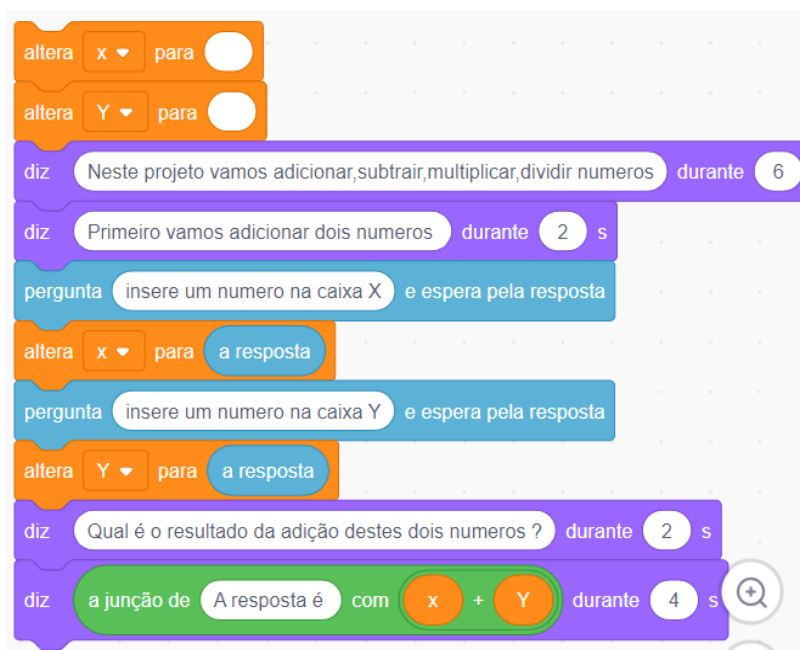 altera x para
altera Y para
diz Neste projeto vamos adicionar,subtrair,multiplicar,dividir numeros durante 6
diz Primeiro vamos adicionar dois numeros durante 2 s
pergunta insere um numero na caixa X e espera pela resposta
altera x para a resposta
pergunta insere um numero na caixa Y e espera pela resposta
altera Y para a resposta
diz Qual é o resultado da adição destes dois numeros ? durante 2 s
diz a junção de A resposta é com x + Y durante 4 s